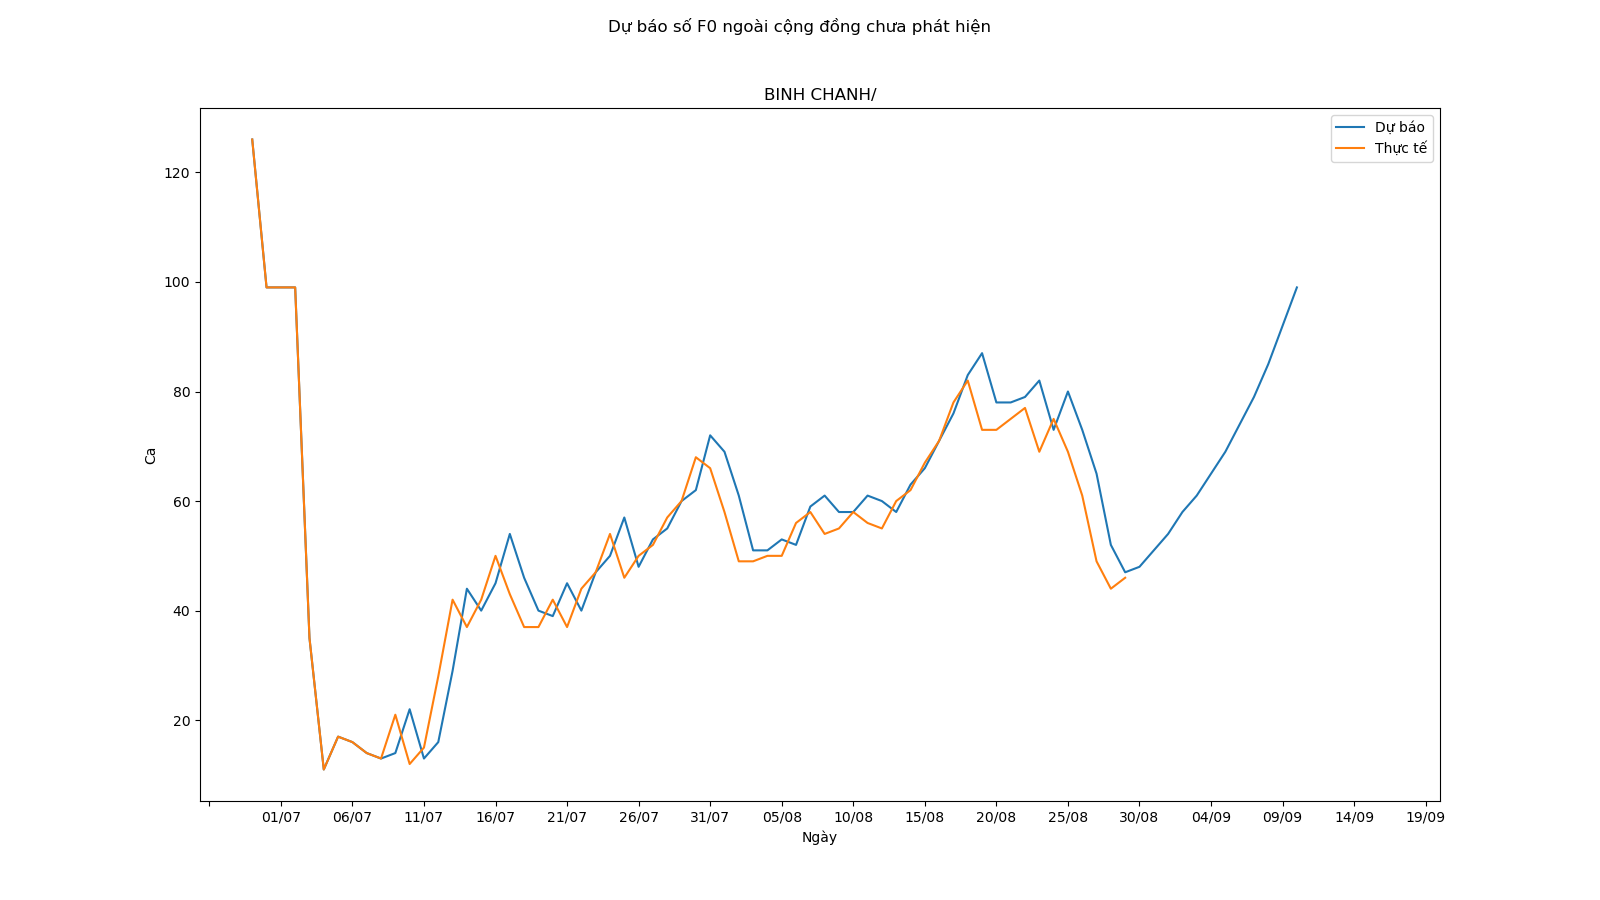 Dự báo số F0 ngoài cộng đồng chưa phát hiện
BINH CHANH/
Dự báo
Thực tế
120
100
80
60
40
20
Ca
01/07 06/07 11/07 16/07 21/07 26/07 31/07 05/08 10/08 15/08 20/08 25/08 30/08 04/09 09/09 14/09 19/09
Ngày